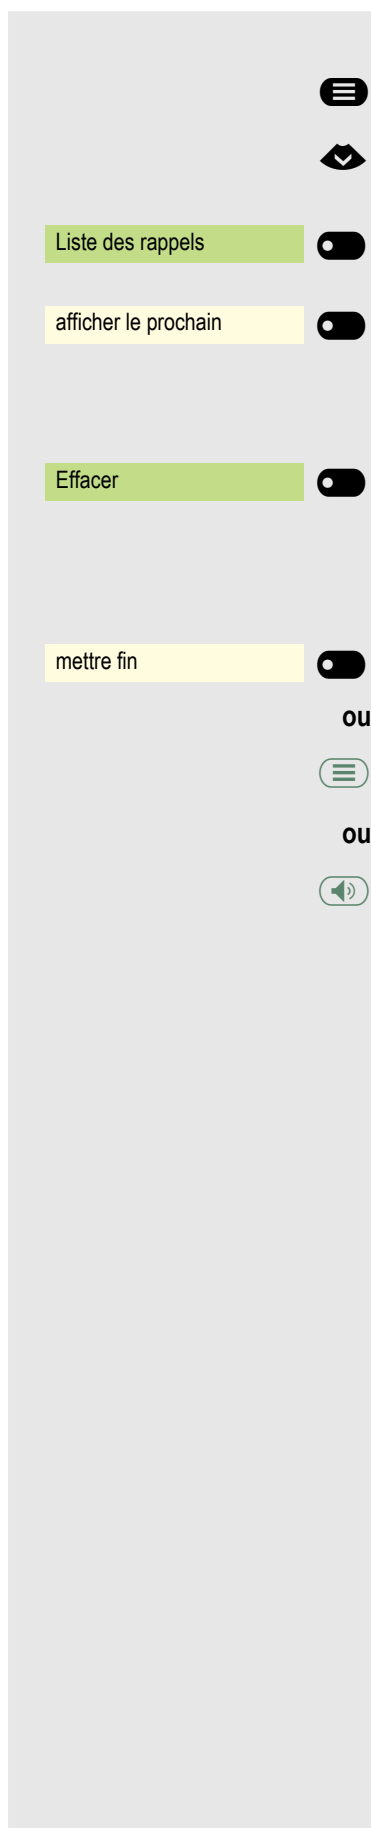 Liste des rappels
afficher le prochain
Effacer
mettre fin
ou
ou